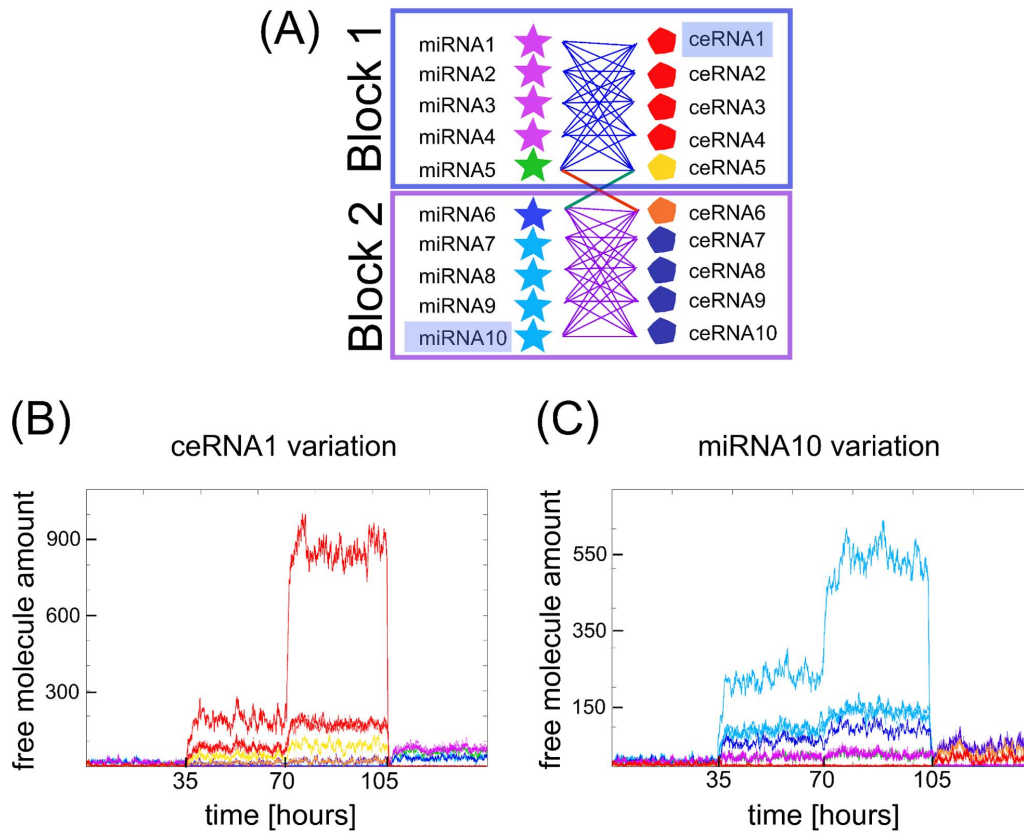 (A)
Block 1
miRNA1 ceRNA1
miRNA2 ceRNA2
miRNA3 ceRNA3
miRNA4 ceRNA4
miRNA5 ceRNA5
Block 2
miRNA6 ceRNA6
miRNA7 ceRNA7
miRNA8 ceRNA8
miRNA9 ceRNA9
miRNA10 ceRNA10
(B)
ceRNA1 variation
free molecule amount
900
600
300
35 70 105
time [hours]
(C)
miRNA10 variation
free molecule amount
550
350
150
35 70 105
time [hours]